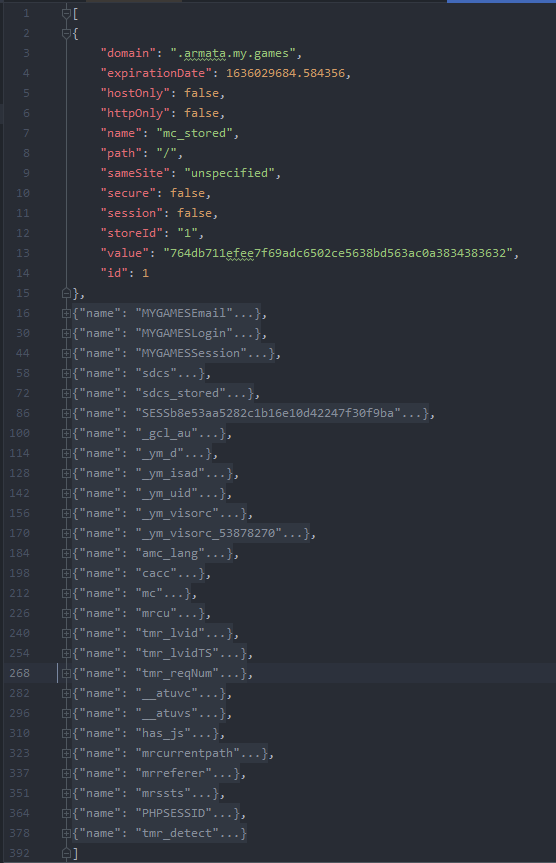 1 [
2 {
3 "domain": ".armata.my.games",
4 "expirationDate": 1636029684.584356,
5 "hostOnly": false,
6 "httpOnly": false,
7 "name": "mc_stored",
8 "path": "/",
9 "sameSite": "unspecified",
10 "secure": false,
11 "session": false,
12 "storeId": "1",
13 "value": "764db711efee7f69adc6502ce5638bd563ac0a3834383632",
14 "id": 1
15 },
16 {"name": "MYGAMESEmail"...},
30 {"name": "MYGAMESLogin"...},
44 {"name": "MYGAMESSession"...},
58 {"name": "sdcs"...},
72 {"name": "sdcs_stored"...},
86 {"name": "SESSb8e53aa5282c1b16e10d42247f30f9ba"...},
100 {"name": "_gcl_au"...},
114 {"name": "_ym_d"...},
128 {"name": "_ym_isad"...},
142 {"name": "_ym_uid"...},
156 {"name": "_ym_visorc"...},
170 {"name": "_ym_visorc_53878270"...},
184 {"name": "amc_lang"...},
198 {"name": "cacc"...},
212 {"name": "mc"...},
226 {"name": "mrcu"...},
240 {"name": "tmr_lvid"...},
254 {"name": "tmr_lvidTS"...},
268 {"name": "tmr_reqNum"...},
282 {"name": "__atuvc"...},
296 {"name": "__atuvs"...},
310 {"name": "has_js"...},
323 {"name": "mrcurrentpath"...},
337 {"name": "mrreferer"...},
351 {"name": "mrssts"...},
364 {"name": "PHPSESSID"...},
378 {"name": "tmr_detect"...}
392 ]